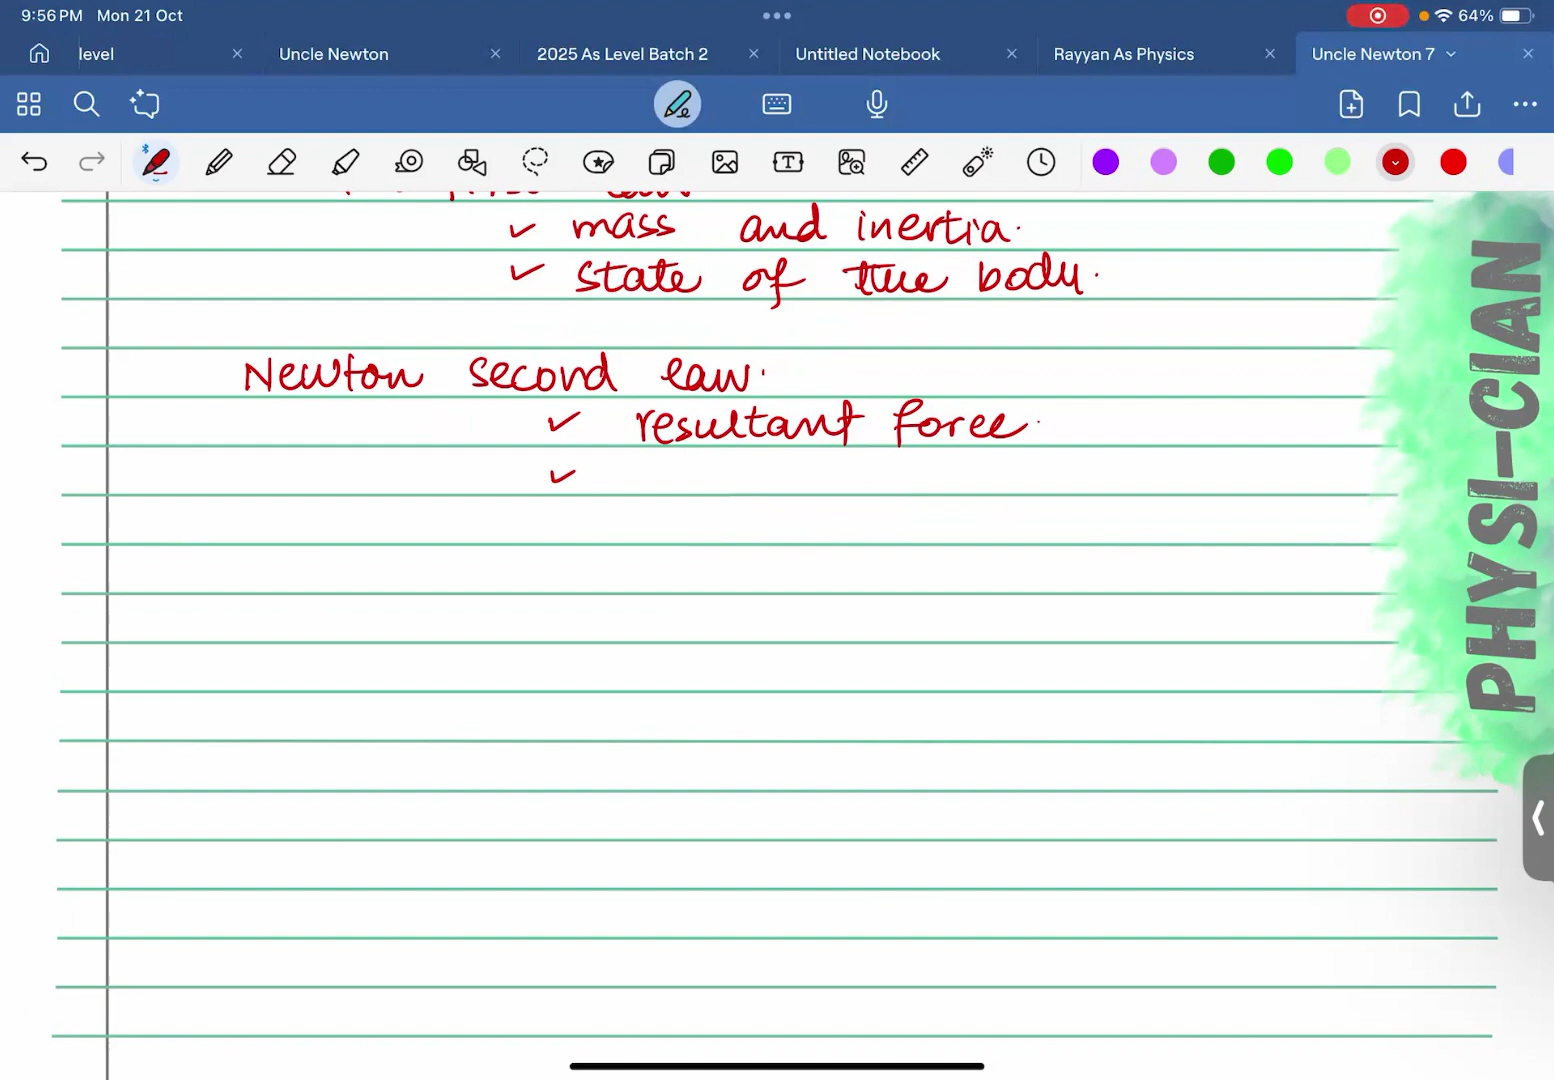 9:56 PM Mon 21 Oct
64%
level
Uncle Newton
2025 As Level Batch 2
Untitled Notebook
Rayyan As Physics
Uncle Newton 7
law
✓ mass and inertia.
✓ state of the body.
Newton second law.
✓ resultant force.
✓
PHYSI-CIAN